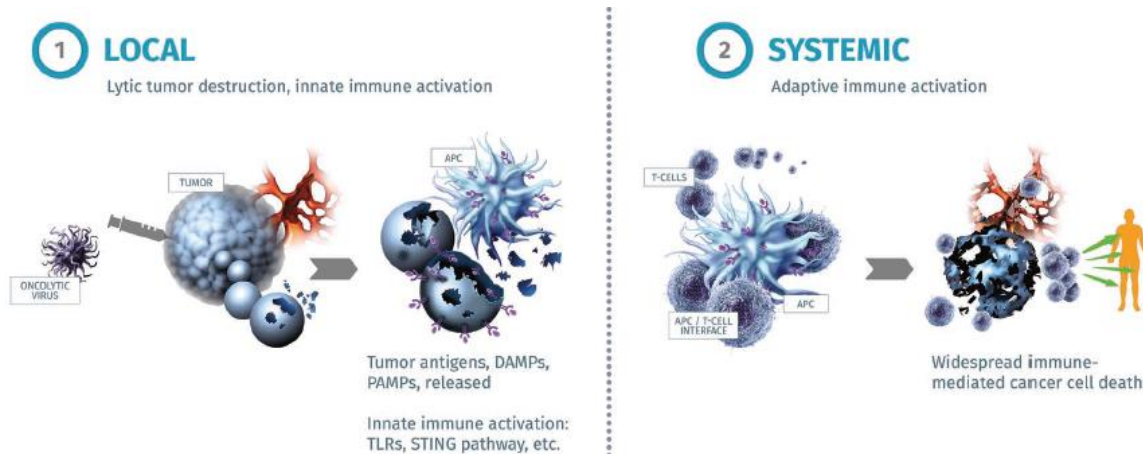 1 LOCAL
Lytic tumor destruction, innate immune activation
ONCOLYTIC
VIRUS
TUMOR
APC
Tumor antigens, DAMPs,
PAMPs, released
Innate immune activation:
TLRs, STING pathway, etc.
2 SYSTEMIC
Adaptive immune activation
T-CELLS
APC
APC / T-CELL
INTERFACE
Widespread immune-
mediated cancer cell death